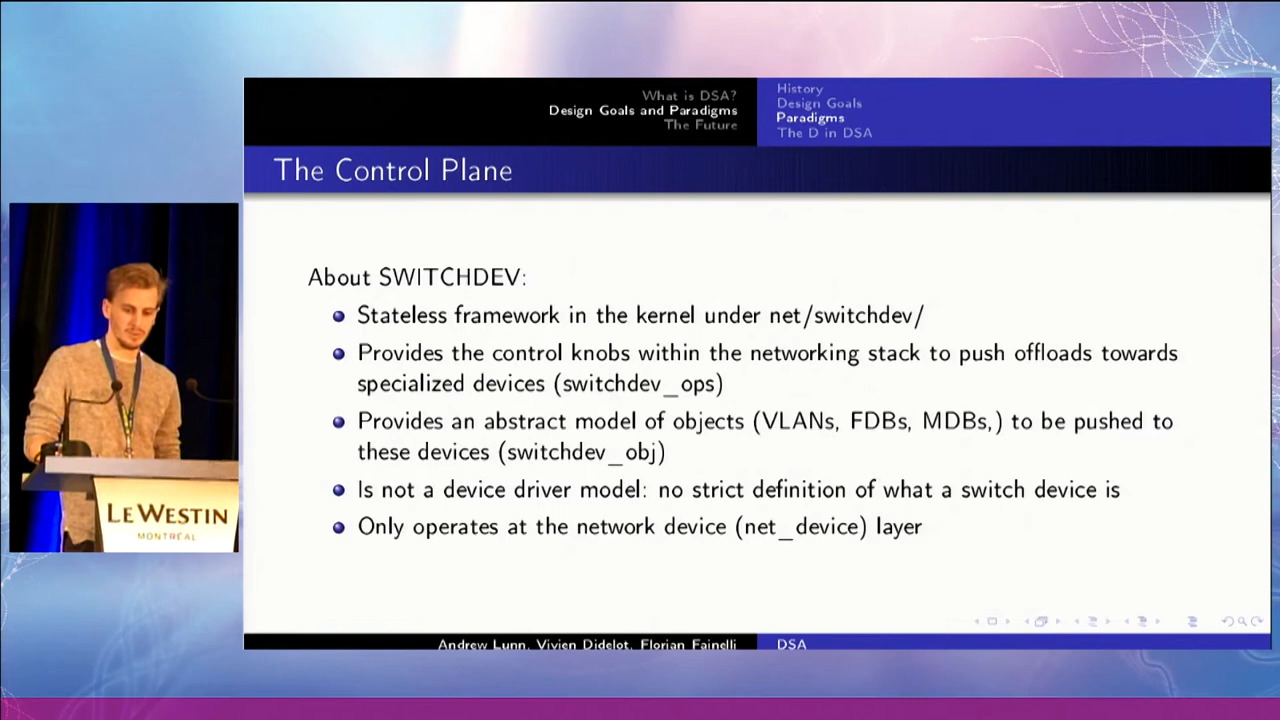 What is DSA?
Design Goals and Paradigms
The Future
History
Design Goals
Paradigms
The D in DSA
The Control Plane
About SWITCHDEV:
Stateless framework in the kernel under net/switchdev/
Provides the control knobs within the networking stack to push offloads towards
specialized devices (switchdev_ops)
Provides an abstract model of objects (VLANs, FDBs, MDBs,) to be pushed to
these devices (switchdev_obj)
Is not a device driver model: no strict definition of what a switch device is
Only operates at the network device (net_device) layer
LE WESTIN
MONTRÉAL
Andrew Lunn, Vivien Didelot, Florian Fainelli
DSA